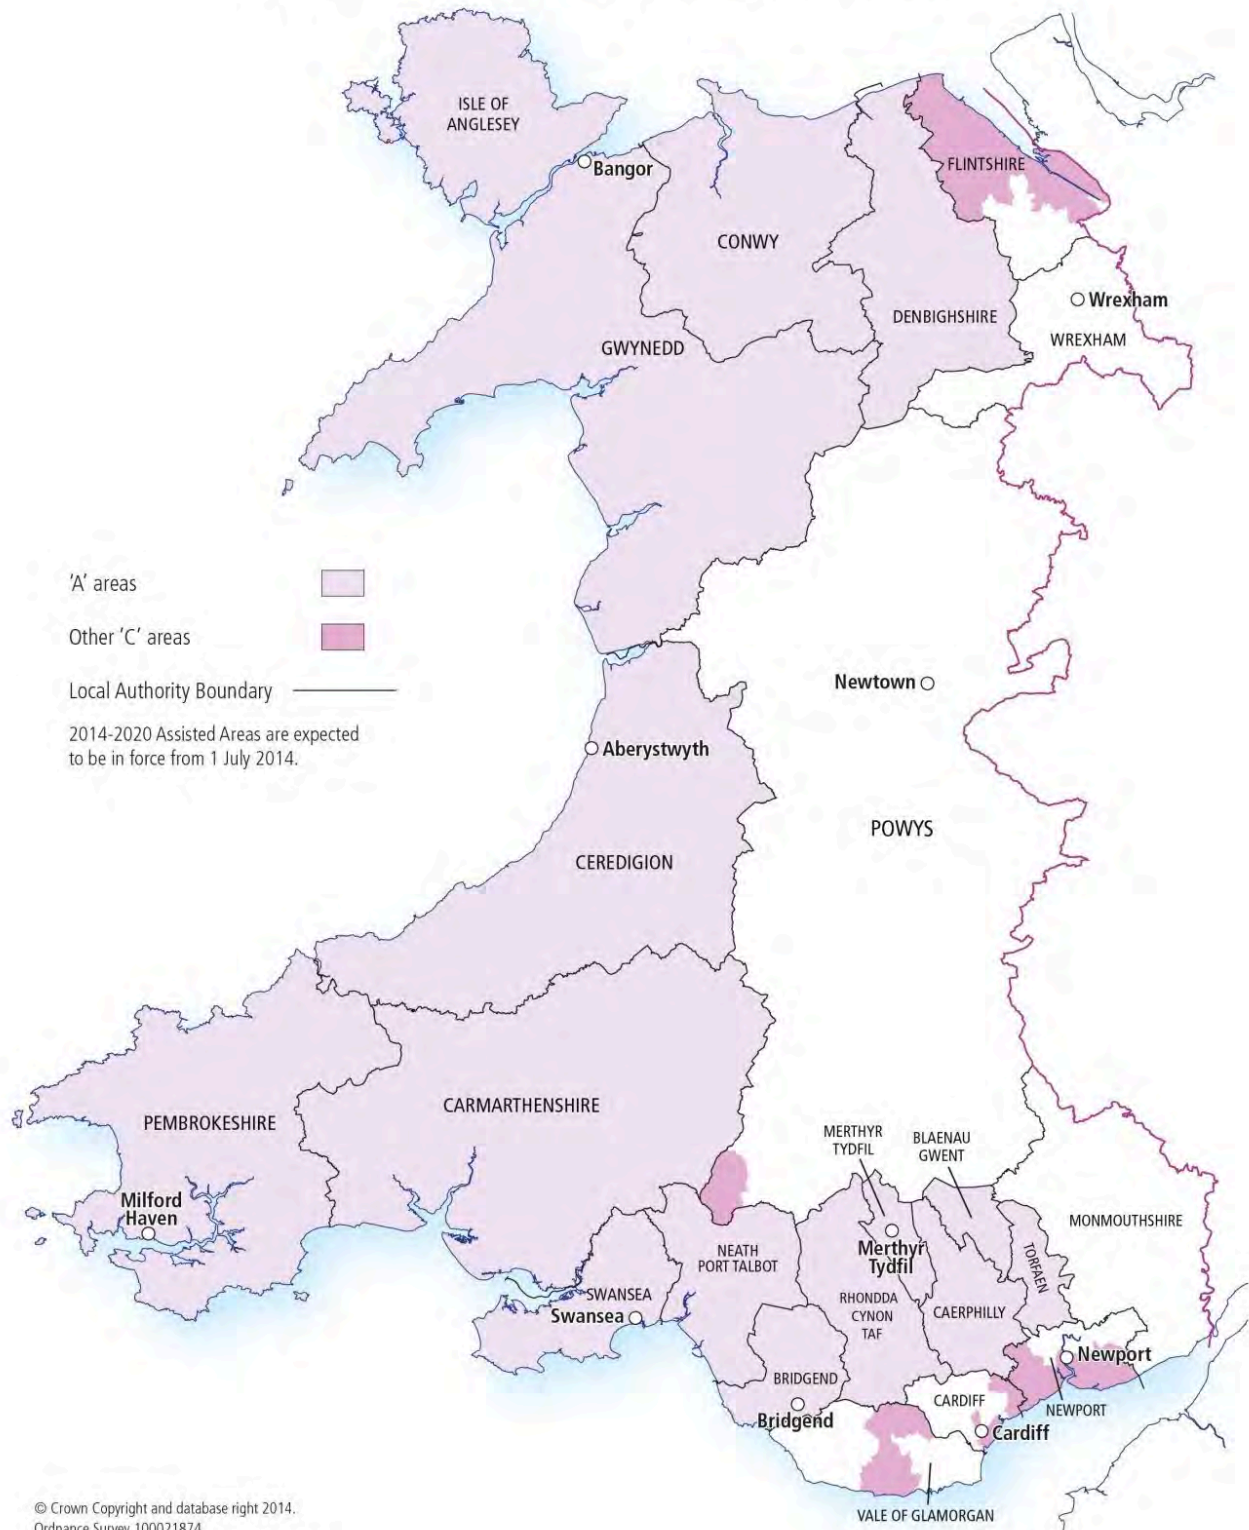 ISLE OF
ANGLESEY
Bangor
FLINTSHIRE
CONWY
Wrexham
DENBIGHSHIRE
WREXHAM
GWYNEDD
'A' areas
Other 'C' areas
Local Authority Boundary
2014-2020 Assisted Areas are expected
to be in force from 1 July 2014.
Newtown
Aberystwyth
POWYS
CEREDIGION
CARMARTHENSHIRE
PEMBROKESHIRE
MERTHYR
TYDFIL
BLAENAU
GWENT
Milford
Haven
MONMOUTHSHIRE
NEATH
PORT TALBOT
Merthyr
Tydfil
TORFAEN
SWANSEA
Swansea
RHONDDA
CYNON
TAF
CAERPHILLY
Newport
BRIDGEND
Bridgend
CARDIFF
NEWPORT
Cardiff
VALE OF GLAMORGAN
© Crown Copyright and database right 2014.
Ordnance Survey 100021874